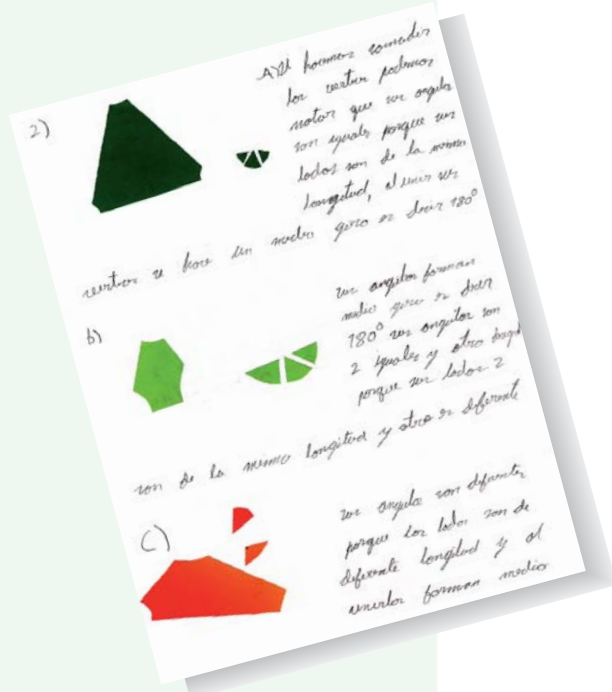 2)
Al hacemos coincidir
los vertices podemos
notar que sus angulos
son iguales porque sus
lados son de la misma
longitud, al unir sus
vertices se hace un medio giro es decir 180°
b)
sus angulos forman
medio giro es decir
180° sus angulos son
2 iguales y otro
porque sus lados 2
son de la misma longitud y otro es diferente
c)
sus angulos son diferentes
porque sus lados son de
diferente longitud y al
unirlos forman medio